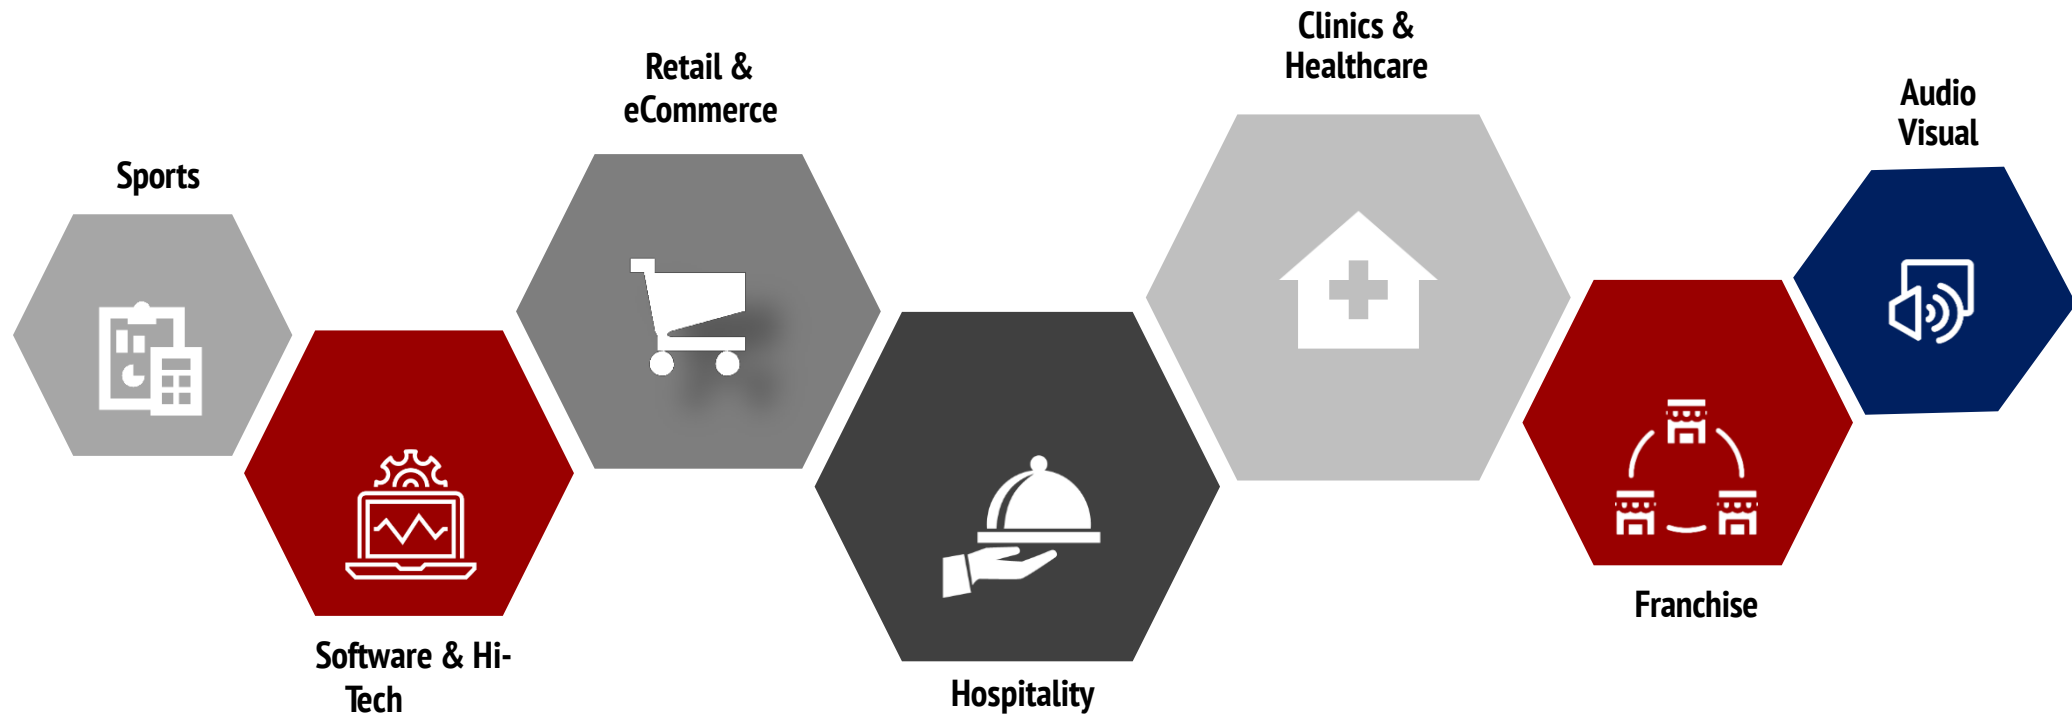 Sports
Software & Hi-
Tech
Retail &
eCommerce
Hospitality
Clinics &
Healthcare
Franchise
Audio
Visual